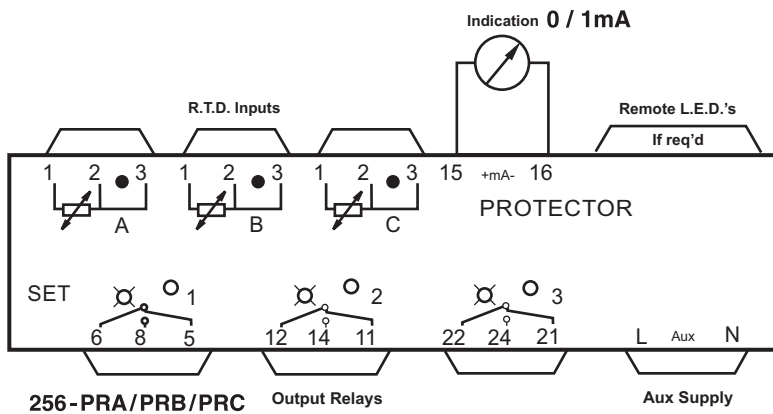 Indication 0 / 1mA
R.T.D. Inputs
Remote L.E.D.'s
If req'd
1 2 3 1 2 3 1 2 3 15 +mA- 16
A B C PROTECTOR
SET 1 2 3
6 8 5 12 14 11 22 24 21 L Aux N
256-PRA/PRB/PRC Output Relays Aux Supply